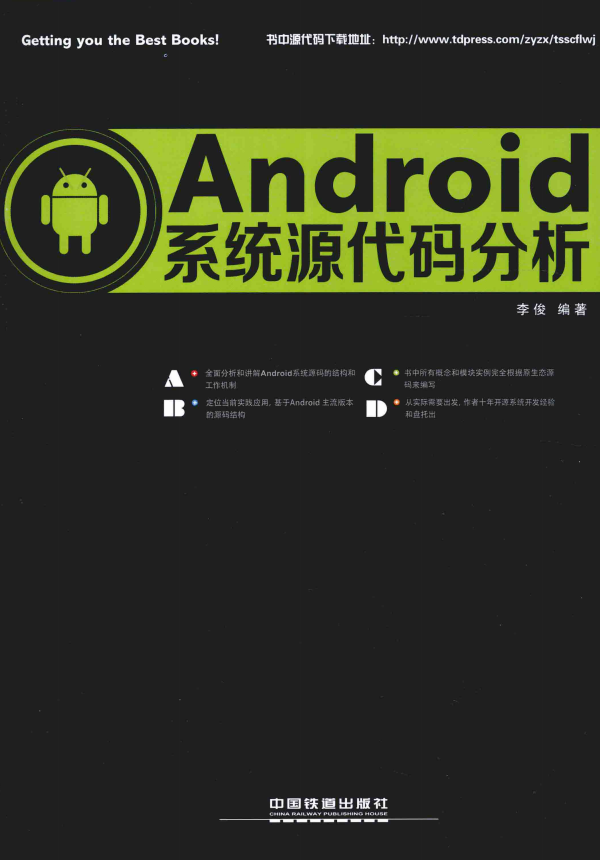 Getting you the Best Books!
书中源代码下载地址：http://www.tdpress.com/zyzx/tsscflwj
Android
系统源代码分析
李俊 编著
A 全面分析和讲解Android系统源码的结构和
工作机制
B 定位当前实践应用，基于Android 主流版本
的源码结构
C 书中所有概念和模块实例完全根据原生态源
码来编写
D 从实际需要出发，作者十年开源系统开发经验
和盘托出
中国铁道出版社
CHINA RAILWAY PUBLISHING HOUSE